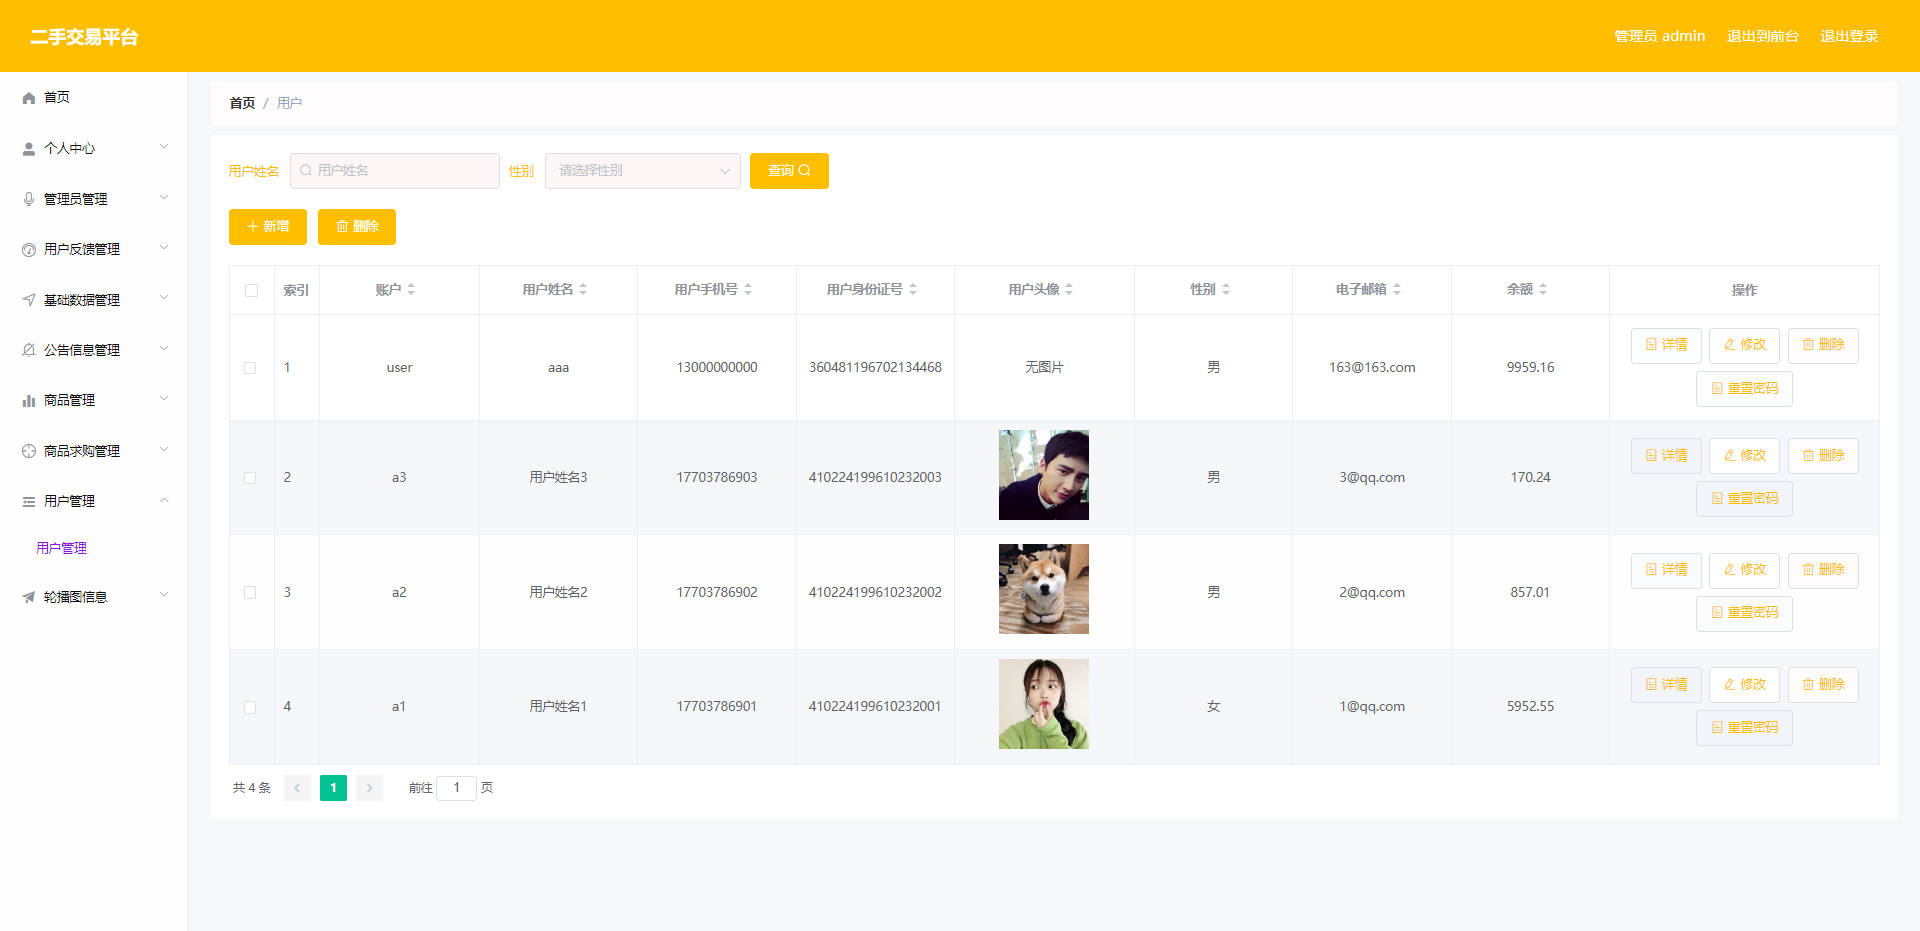 二手交易平台
管理员 admin 退出到前台 退出登录
首页
个人中心
管理员管理
用户反馈管理
基础数据管理
公告信息管理
商品管理
商品求购管理
用户管理
用户管理
轮播图信息
首页 / 用户
用户姓名 用户姓名 性别 请选择性别 查询
新增 删除
索引 账户 用户姓名 用户手机号 用户身份证号 用户头像 性别 电子邮箱 余额 操作
1 user aaa 13000000000 360481196702134468 无图片 男 163@163.com 9959.16 详情 修改 删除
重置密码
2 a3 用户姓名3 17703786903 410224199610232003 男 3@qq.com 170.24 详情 修改 删除
重置密码
3 a2 用户姓名2 17703786902 410224199610232002 男 2@qq.com 857.01 详情 修改 删除
重置密码
4 a1 用户姓名1 17703786901 410224199610232001 女 1@qq.com 5952.55 详情 修改 删除
重置密码
共 4 条 1 前往 1 页